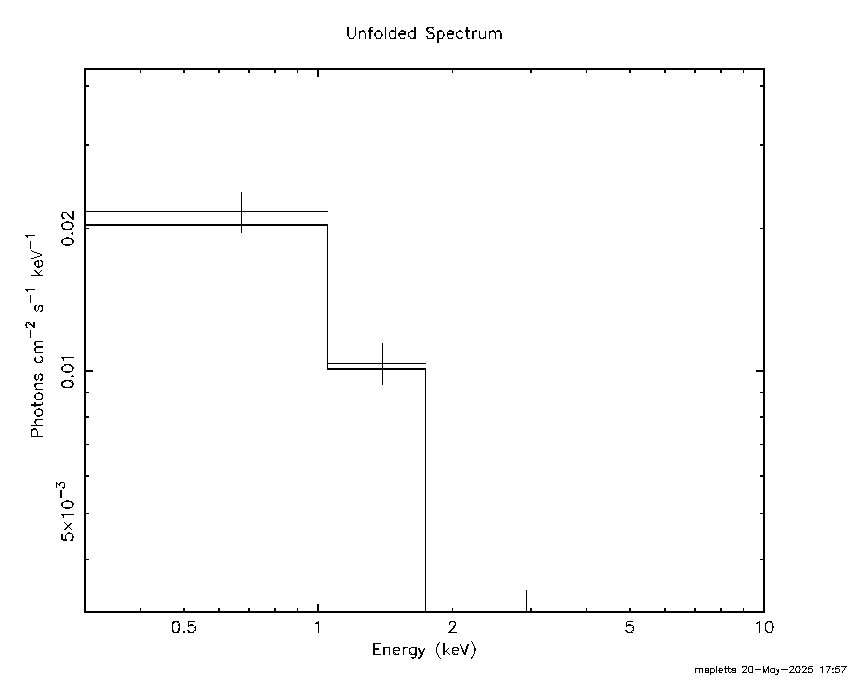 Unfolded Spectrum
Photons cm−2 s−1 keV−1
0.02
0.01
5×10−3
0.5 1 2 5 10
Energy (keV)
mapletta 20−May−2025 17:57